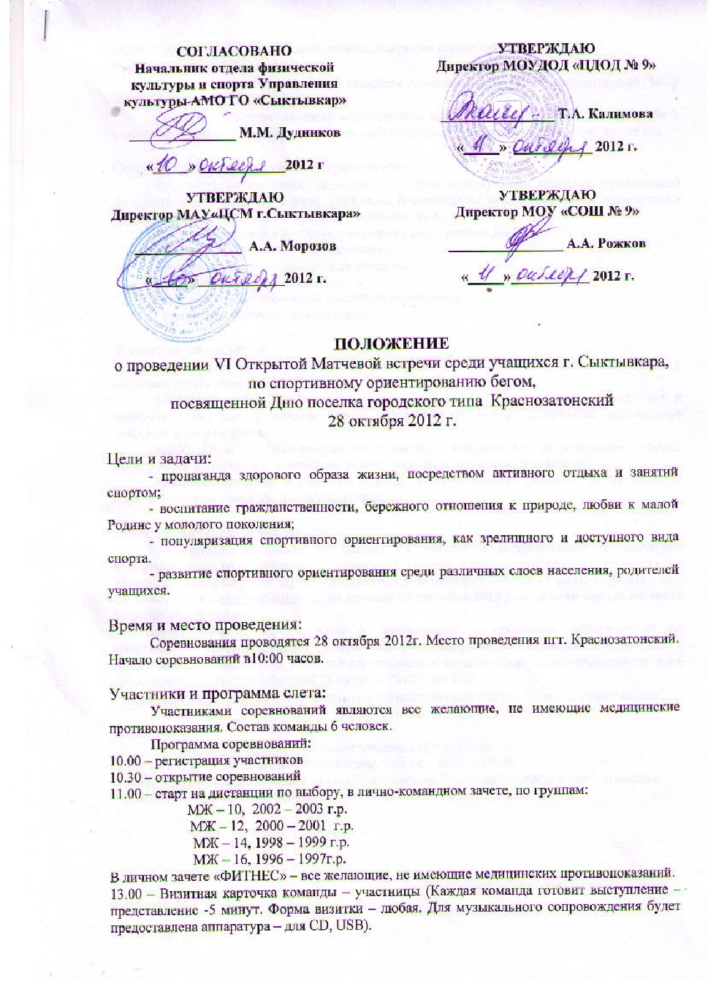 СОГЛАСОВАНО
Начальник отдела физической
культуры и спорта Управления
культуры АМО ГО «Сыктывкар»
М.М. Дудников
«10» октября 2012 г
УТВЕРЖДАЮ
Директор МОУДОД «ЦДОД № 9»
Т.А. Калимова
«11» октября 2012 г.
УТВЕРЖДАЮ
Директор МАУ«ЦСМ г.Сыктывкара»
А.А. Морозов
«10» октября 2012 г.
УТВЕРЖДАЮ
Директор МОУ «СОШ № 9»
А.А. Рожков
«11» октября 2012 г.
ПОЛОЖЕНИЕ
о проведении VI Открытой Матчевой встречи среди учащихся г. Сыктывкара,
по спортивному ориентированию бегом,
посвященной Дню поселка городского типа Краснозатонский
28 октября 2012 г.
Цели и задачи:
- пропаганда здорового образа жизни, посредством активного отдыха и занятий
спортом;
- воспитание гражданственности, бережного отношения к природе, любви к малой
Родине у молодого поколения;
- популяризация спортивного ориентирования, как зрелищного и доступного вида
спорта.
- развитие спортивного ориентирования среди различных слоев населения, родителей
учащихся.
Время и место проведения:
Соревнования проводятся 28 октября 2012г. Место проведения пгт. Краснозатонский.
Начало соревнований в10:00 часов.
Участники и программа слета:
Участниками соревнований являются все желающие, не имеющие медицинские
противопоказания. Состав команды 6 человек.
Программа соревнований:
10.00 – регистрация участников
10.30 – открытие соревнований
11.00 – старт на дистанции по выбору, в лично-командном зачете, по группам:
МЖ – 10, 2002 – 2003 г.р.
МЖ – 12, 2000 – 2001 г.р.
МЖ – 14, 1998 – 1999 г.р.
МЖ – 16, 1996 – 1997г.р.
В личном зачете «ФИТНЕС» – все желающие, не имеющие медицинских противопоказаний.
13.00 – Визитная карточка команды – участницы (Каждая команда готовит выступление –
представление -5 минут. Форма визитки – любая. Для музыкального сопровождения будет
предоставлена аппаратура – для CD, USB).